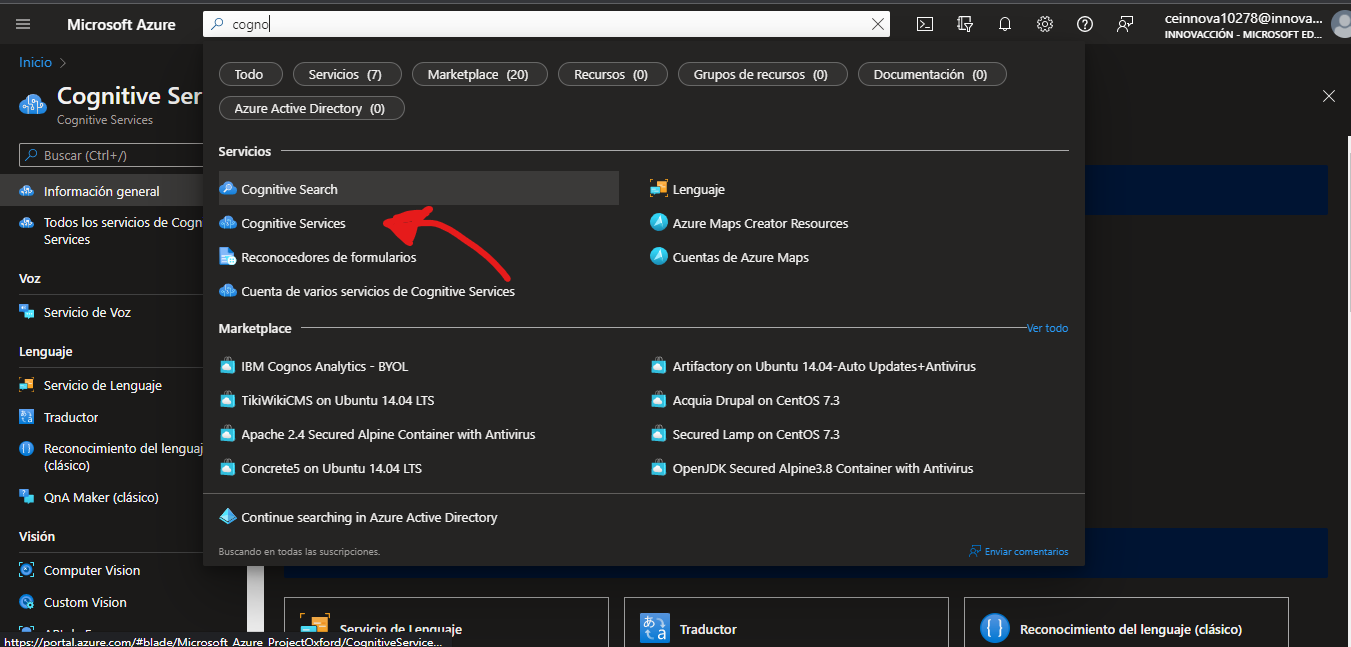 Microsoft Azure
cogno
ceinnova10278@innova...
INNOVACCIÓN - MICROSOFT ED...
Inicio
Cognitive Ser
Cognitive Services
Buscar (Ctrl+/)
Información general
Todos los servicios de Cogn
Services
Voz
Servicio de Voz
Lenguaje
Servicio de Lenguaje
Traductor
Reconocimiento del lenguaj
(clásico)
QnA Maker (clásico)
Visión
Computer Vision
Custom Vision
https://portal.azure.com/#blade/Microsoft_Azure_ProjectOxford/CognitiveService...
Todo
Servicios (7)
Marketplace (20)
Recursos (0)
Grupos de recursos (0)
Documentación (0)
Azure Active Directory (0)
Servicios
Cognitive Search
Cognitive Services
Reconocedores de formularios
Cuenta de varios servicios de Cognitive Services
Lenguaje
Azure Maps Creator Resources
Cuentas de Azure Maps
Marketplace
Ver todo
IBM Cognos Analytics - BYOL
TikiWikiCMS on Ubuntu 14.04 LTS
Apache 2.4 Secured Alpine Container with Antivirus
Concrete5 on Ubuntu 14.04 LTS
Artifactory on Ubuntu 14.04-Auto Updates+Antivirus
Acquia Drupal on CentOS 7.3
Secured Lamp on CentOS 7.3
OpenJDK Secured Alpine3.8 Container with Antivirus
Continue searching in Azure Active Directory
Buscando en todas las suscripciones.
Enviar comentarios
Servicio de Lenguaje
Traductor
Reconocimiento del lenguaje (clásico)